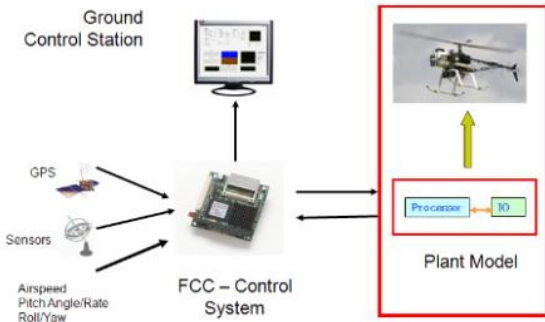 Ground
Control Station
GPS
Sensors
Airspeed
Pitch Angle/Rate
Roll/Yaw
FCC – Control
System
Processor
IO
Plant Model